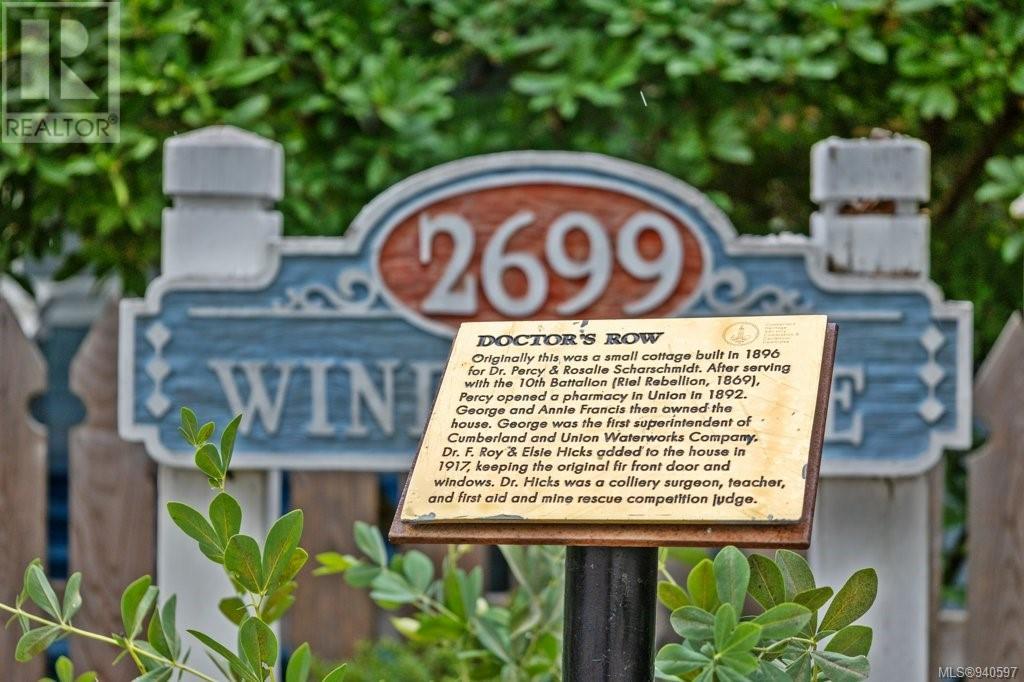 REALTOR®
2699
WIND
E
DOCTOR'S ROW
Originally this was a small cottage built in 1896
for Dr. Percy & Rosalie Scharschmidt. After serving
with the 10th Battalion (Riel Rebellion, 1869),
Percy opened a pharmacy in Union in 1892.
George and Annie Francis then owned the
house. George was the first superintendent of
Cumberland and Union Waterworks Company.
Dr. F. Roy & Elsie Hicks added to the house in
1917, keeping the original fir front door and
windows. Dr. Hicks was a colliery surgeon, teacher,
and first aid and mine rescue competition judge.
MLS®940597